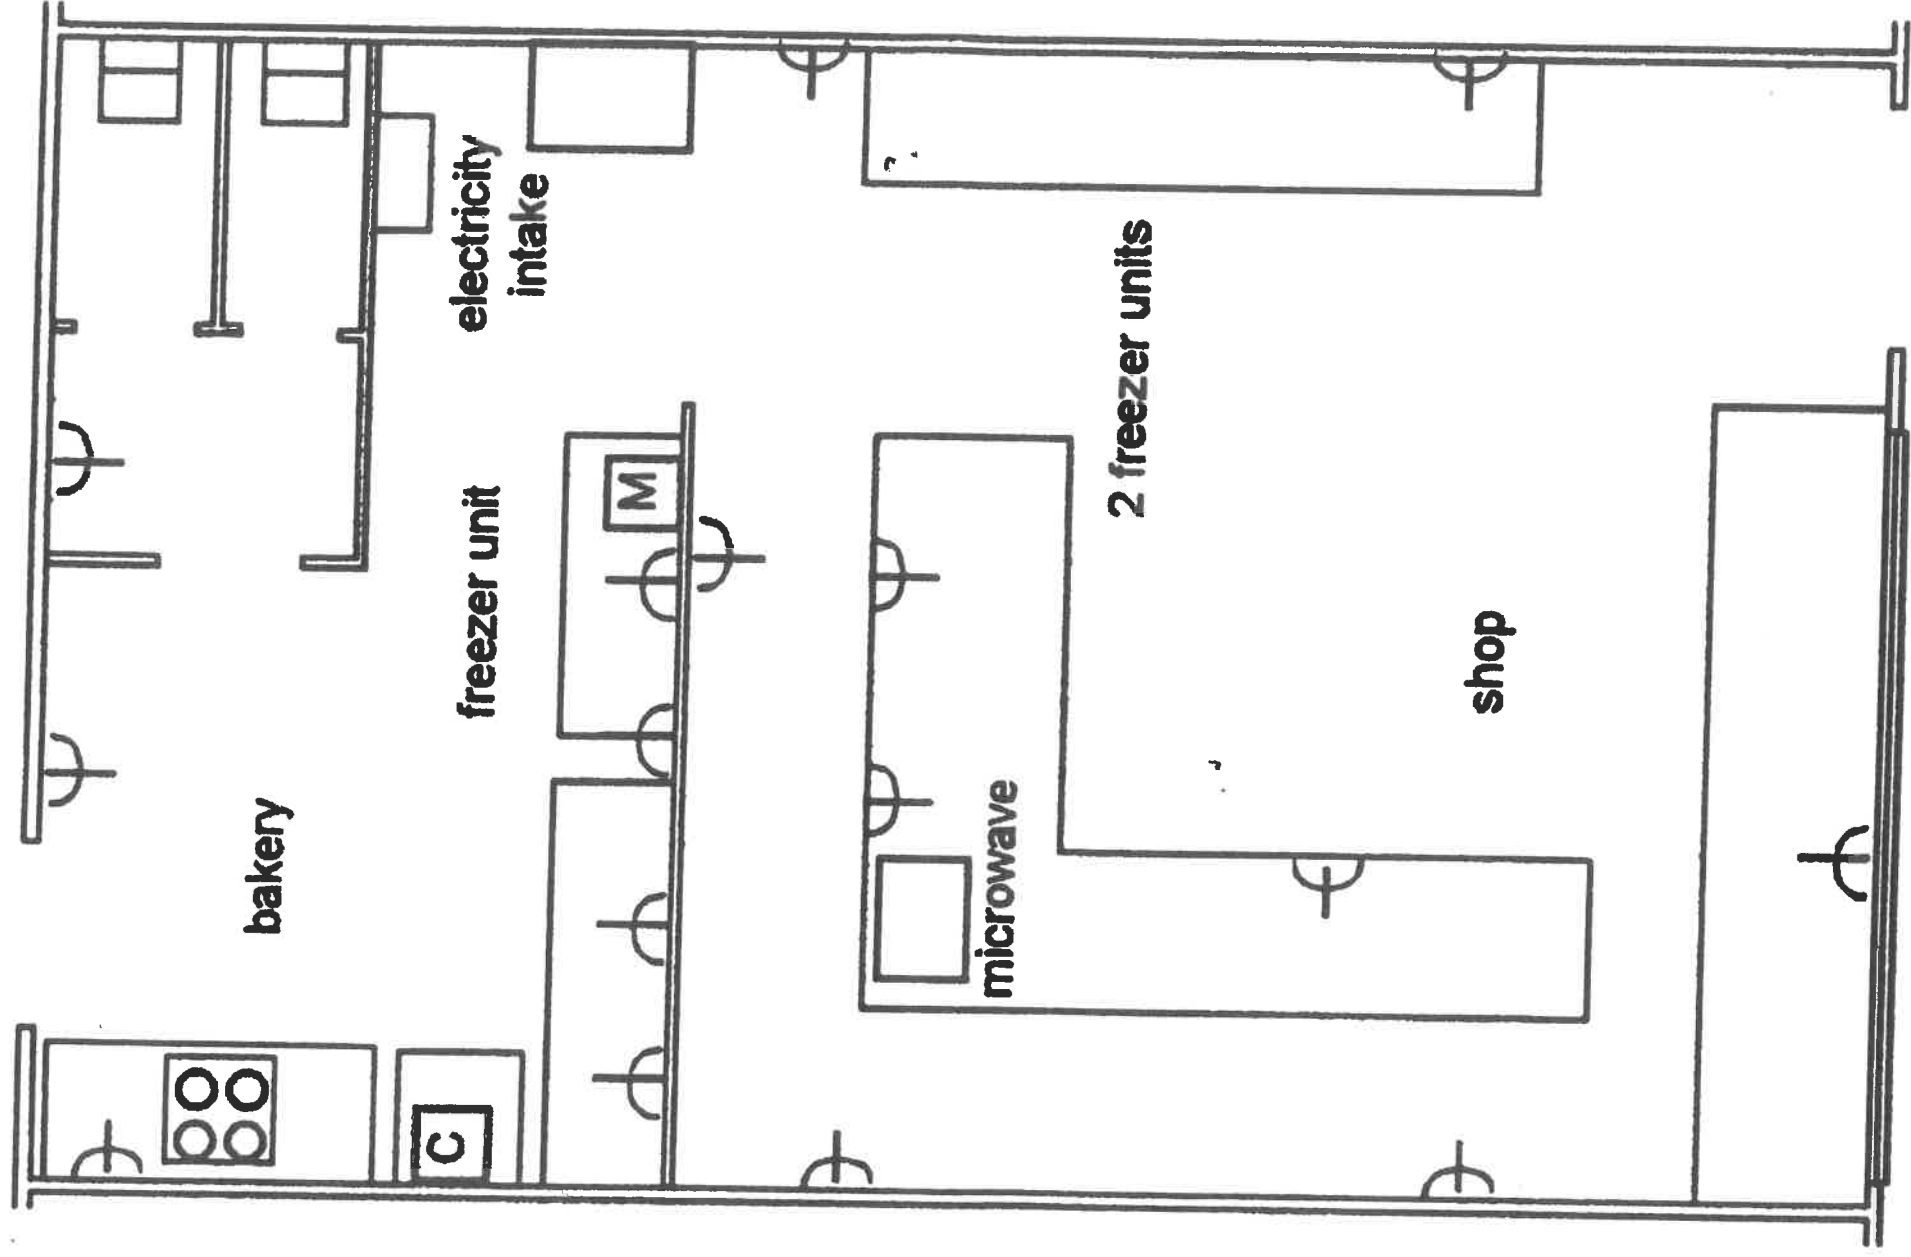 electricity
intake
freezer unit
M
bakery
C
2 freezer units
microwave
shop